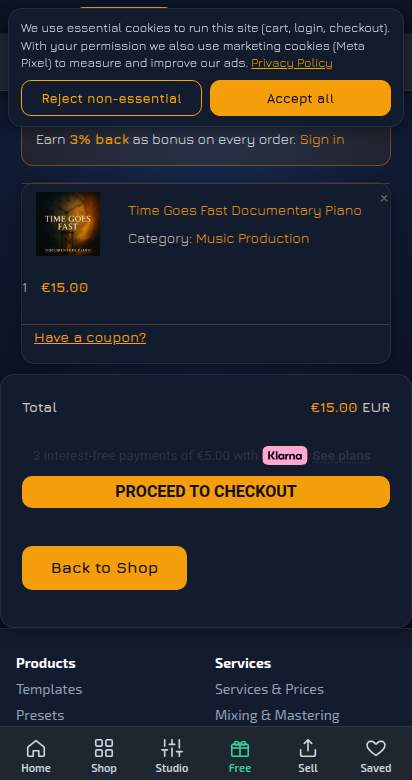 We use essential cookies to run this site (cart, login, checkout).
With your permission we also use marketing cookies (Meta
Pixel) to measure and improve our ads. Privacy Policy
Reject non-essential
Accept all
Earn 3% back as bonus on every order. Sign in
×
TIME GOES
FAST
Time Goes Fast Documentary Piano
Category: Music Production
1 €15.00
Have a coupon?
Total €15.00 EUR
3 interest-free payments of €5.00 with Klarna See plans
PROCEED TO CHECKOUT
Back to Shop
Products
Services
Templates
Services & Prices
Presets
Mixing & Mastering
Home
Shop
Studio
Free
Sell
Saved